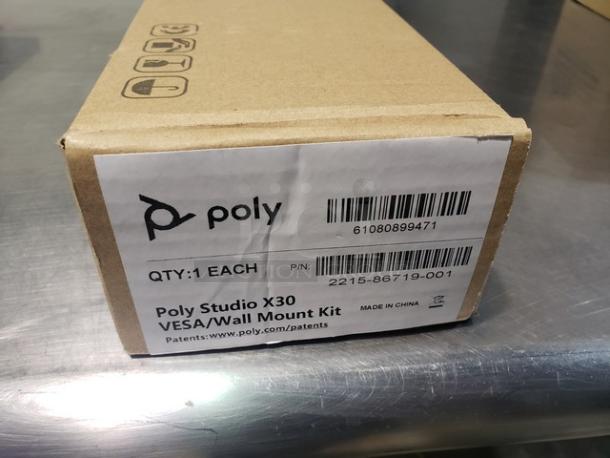 poly
61080899471
QTY:1 EACH
P/N:
2215-86719-001
Poly Studio X30
VESA/Wall Mount Kit
MADE IN CHINA
Patents:www.poly.com/patents